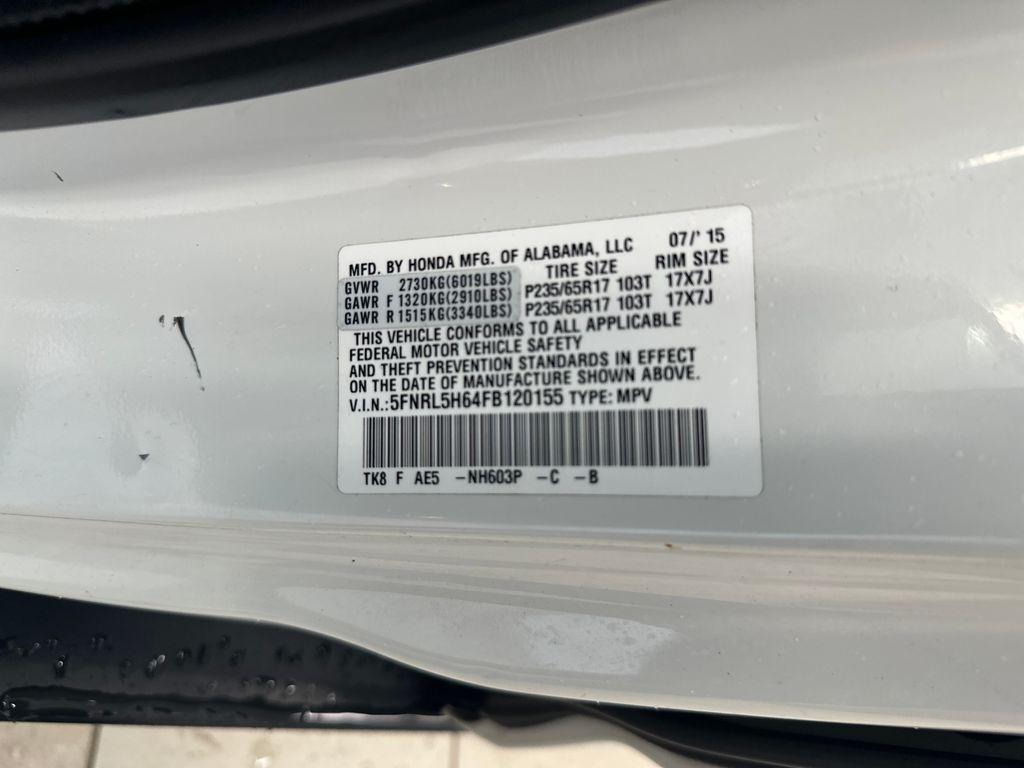 MFD. BY HONDA MFG. OF ALABAMA, LLC 07/' 15
TIRE SIZE RIM SIZE
GVWR 2730KG(6019LBS)
GAWR F 1320KG(2910LBS) P235/65R17 103T 17X7J
GAWR R 1515KG(3340LBS) P235/65R17 103T 17X7J
THIS VEHICLE CONFORMS TO ALL APPLICABLE
FEDERAL MOTOR VEHICLE SAFETY
AND THEFT PREVENTION STANDARDS IN EFFECT
ON THE DATE OF MANUFACTURE SHOWN ABOVE.
V.I.N.:5FNRL5H64FB120155 TYPE: MPV
TK8 F AE5 -NH603P -C -B